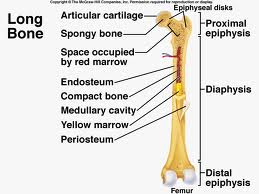 Copyright © The McGraw-Hill Companies, Inc. Permission required for reproduction or display.
Long
Bone
Articular cartilage
Epiphyseal disks
Spongy bone
Proximal
epiphysis
Space occupied
by red marrow
Endosteum
Compact bone
Diaphysis
Medullary cavity
Yellow marrow
Periosteum
Distal
epiphysis
Femur